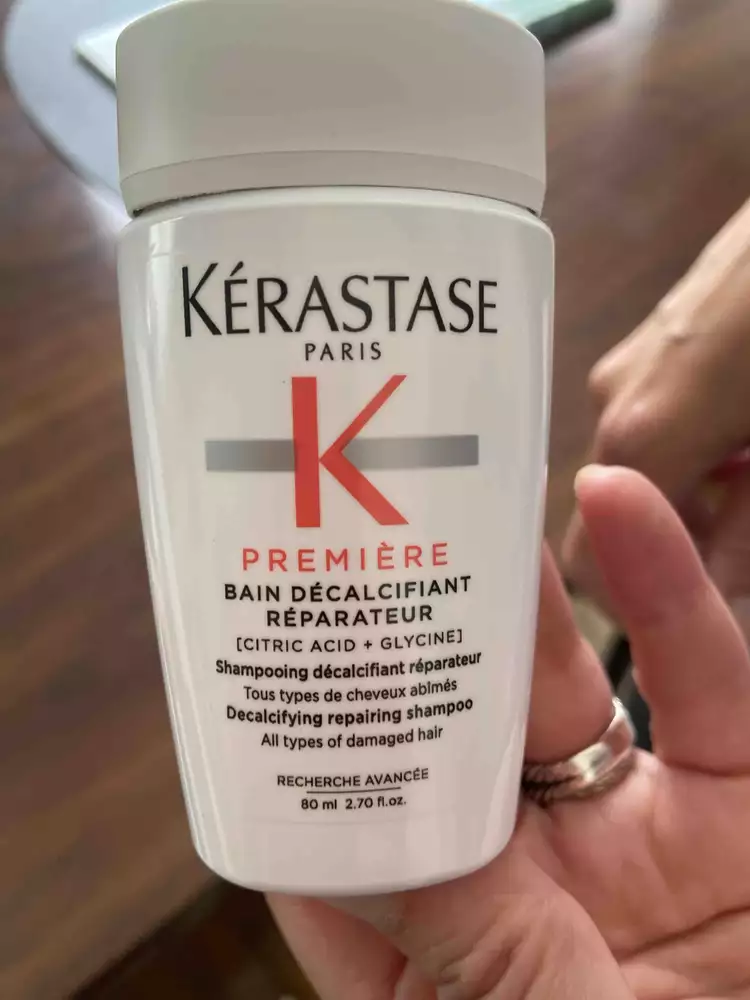 KÉRASTASE
PARIS
K
PREMIÈRE
BAIN DÉCALCIFIANT
RÉPARATEUR
[CITRIC ACID + GLYCINE]
Shampooing décalcifiant réparateur
Tous types de cheveux abîmés
Decalcifying repairing shampoo
All types of damaged hair
RECHERCHE AVANCÉE
80 ml 2.70 fl.oz.